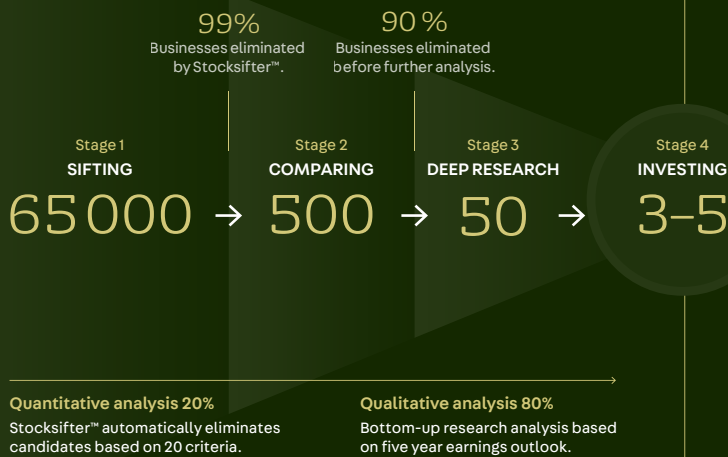 99%
Businesses eliminated
by Stocksifter™.
90 %
Businesses eliminated
before further analysis.
Stage 1
SIFTING
65 000
Stage 2
COMPARING
500
Stage 3
DEEP RESEARCH
50
Stage 4
INVESTING
3–5
Quantitative analysis 20%
Stocksifter™ automatically eliminates
candidates based on 20 criteria.
Qualitative analysis 80%
Bottom-up research analysis based
on five year earnings outlook.